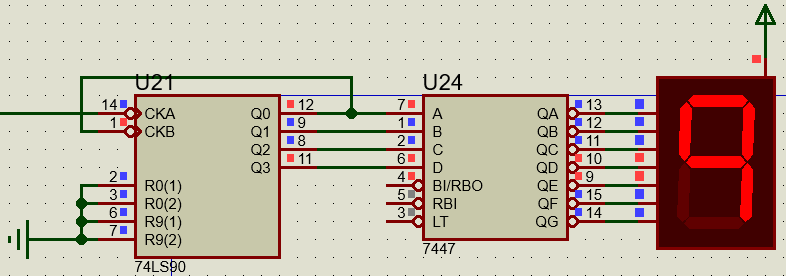 U21
14 CKA Q0 12
1 CKB Q1 9
Q2 8
Q3 11
2 R0(1)
3 R0(2)
6 R9(1)
7 R9(2)
74LS90
U24
7 A QA 13
1 B QB 12
2 C QC 11
6 D QD 10
4 BI/RBO QE 9
5 RBI QF 15
3 LT QG 14
7447
9